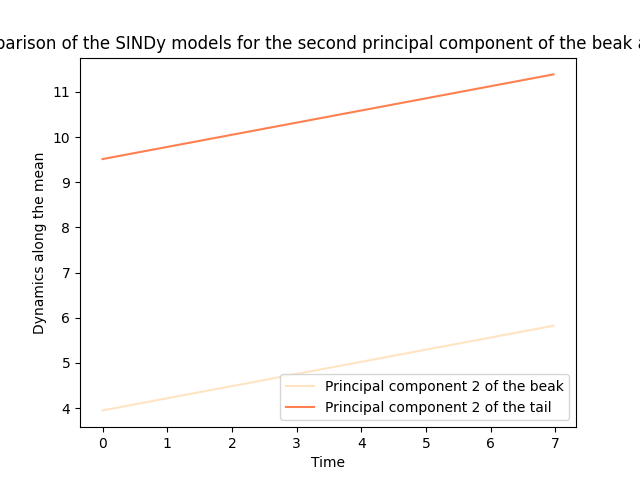 of the SINDy models for the second principal component of the beak
Dynamics along the mean
11
10
9
8
7
6
5
4
Principal component 2 of the beak
Principal component 2 of the tail
0 1 2 3 4 5 6 7
Time